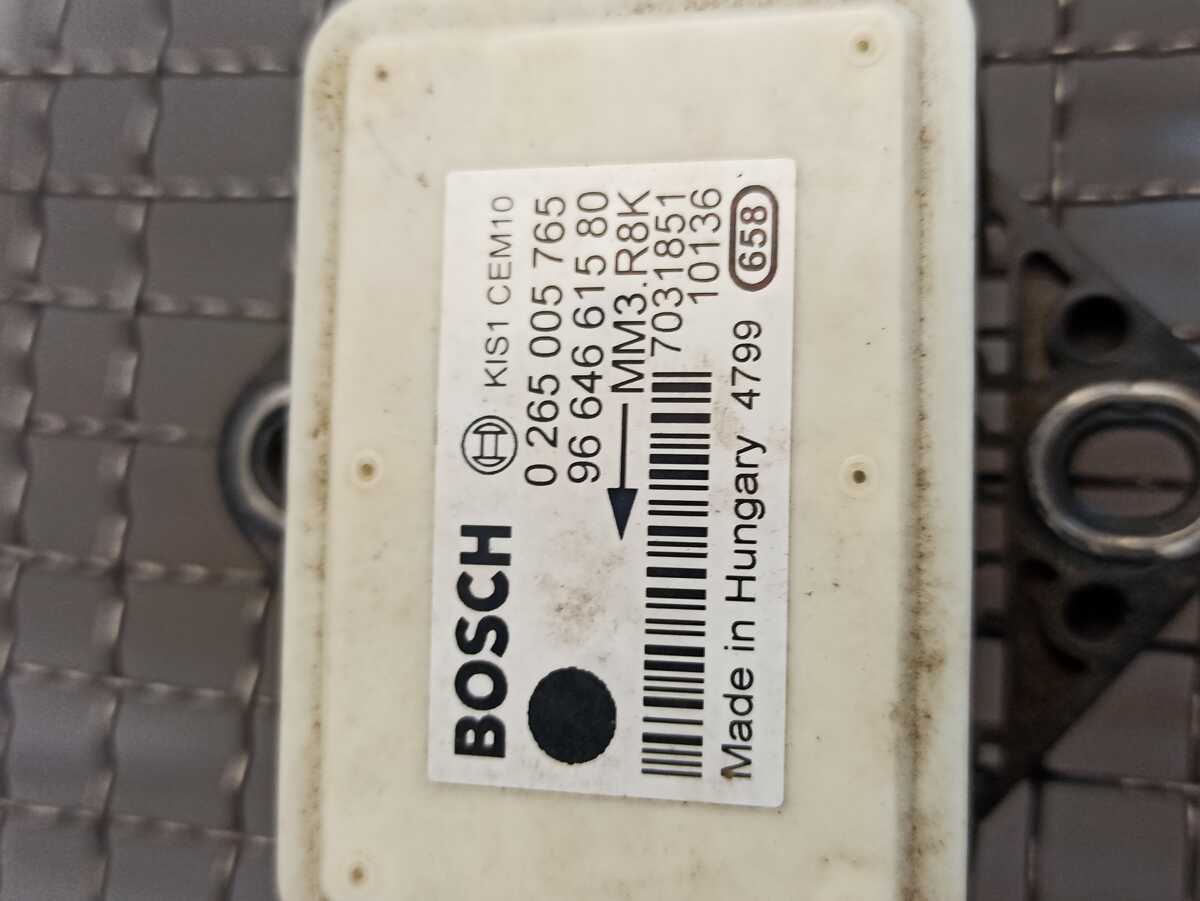 BOSCH KIS1 CEM10
0 265 005 765
96 646 615 80
MM3.R8K
7031851
10136
Made in Hungary 4799 658